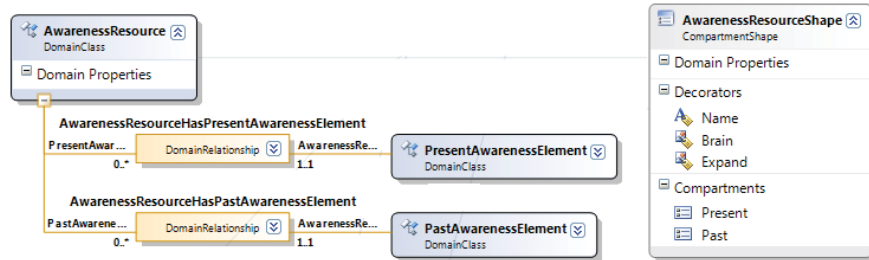 AwarenessResource
DomainClass
Domain Properties
AwarenessResourceHasPresentAwarenessElement
PresentAwar...
DomainRelationship
AwarenessRe...
0..*
1..1
PresentAwarenessElement
DomainClass
AwarenessResourceHasPastAwarenessElement
PastAwarene...
DomainRelationship
AwarenessRe...
0..*
1..1
PastAwarenessElement
DomainClass
AwarenessResourceShape
CompartmentShape
Domain Properties
Decorators
Name
Brain
Expand
Compartments
Present
Past